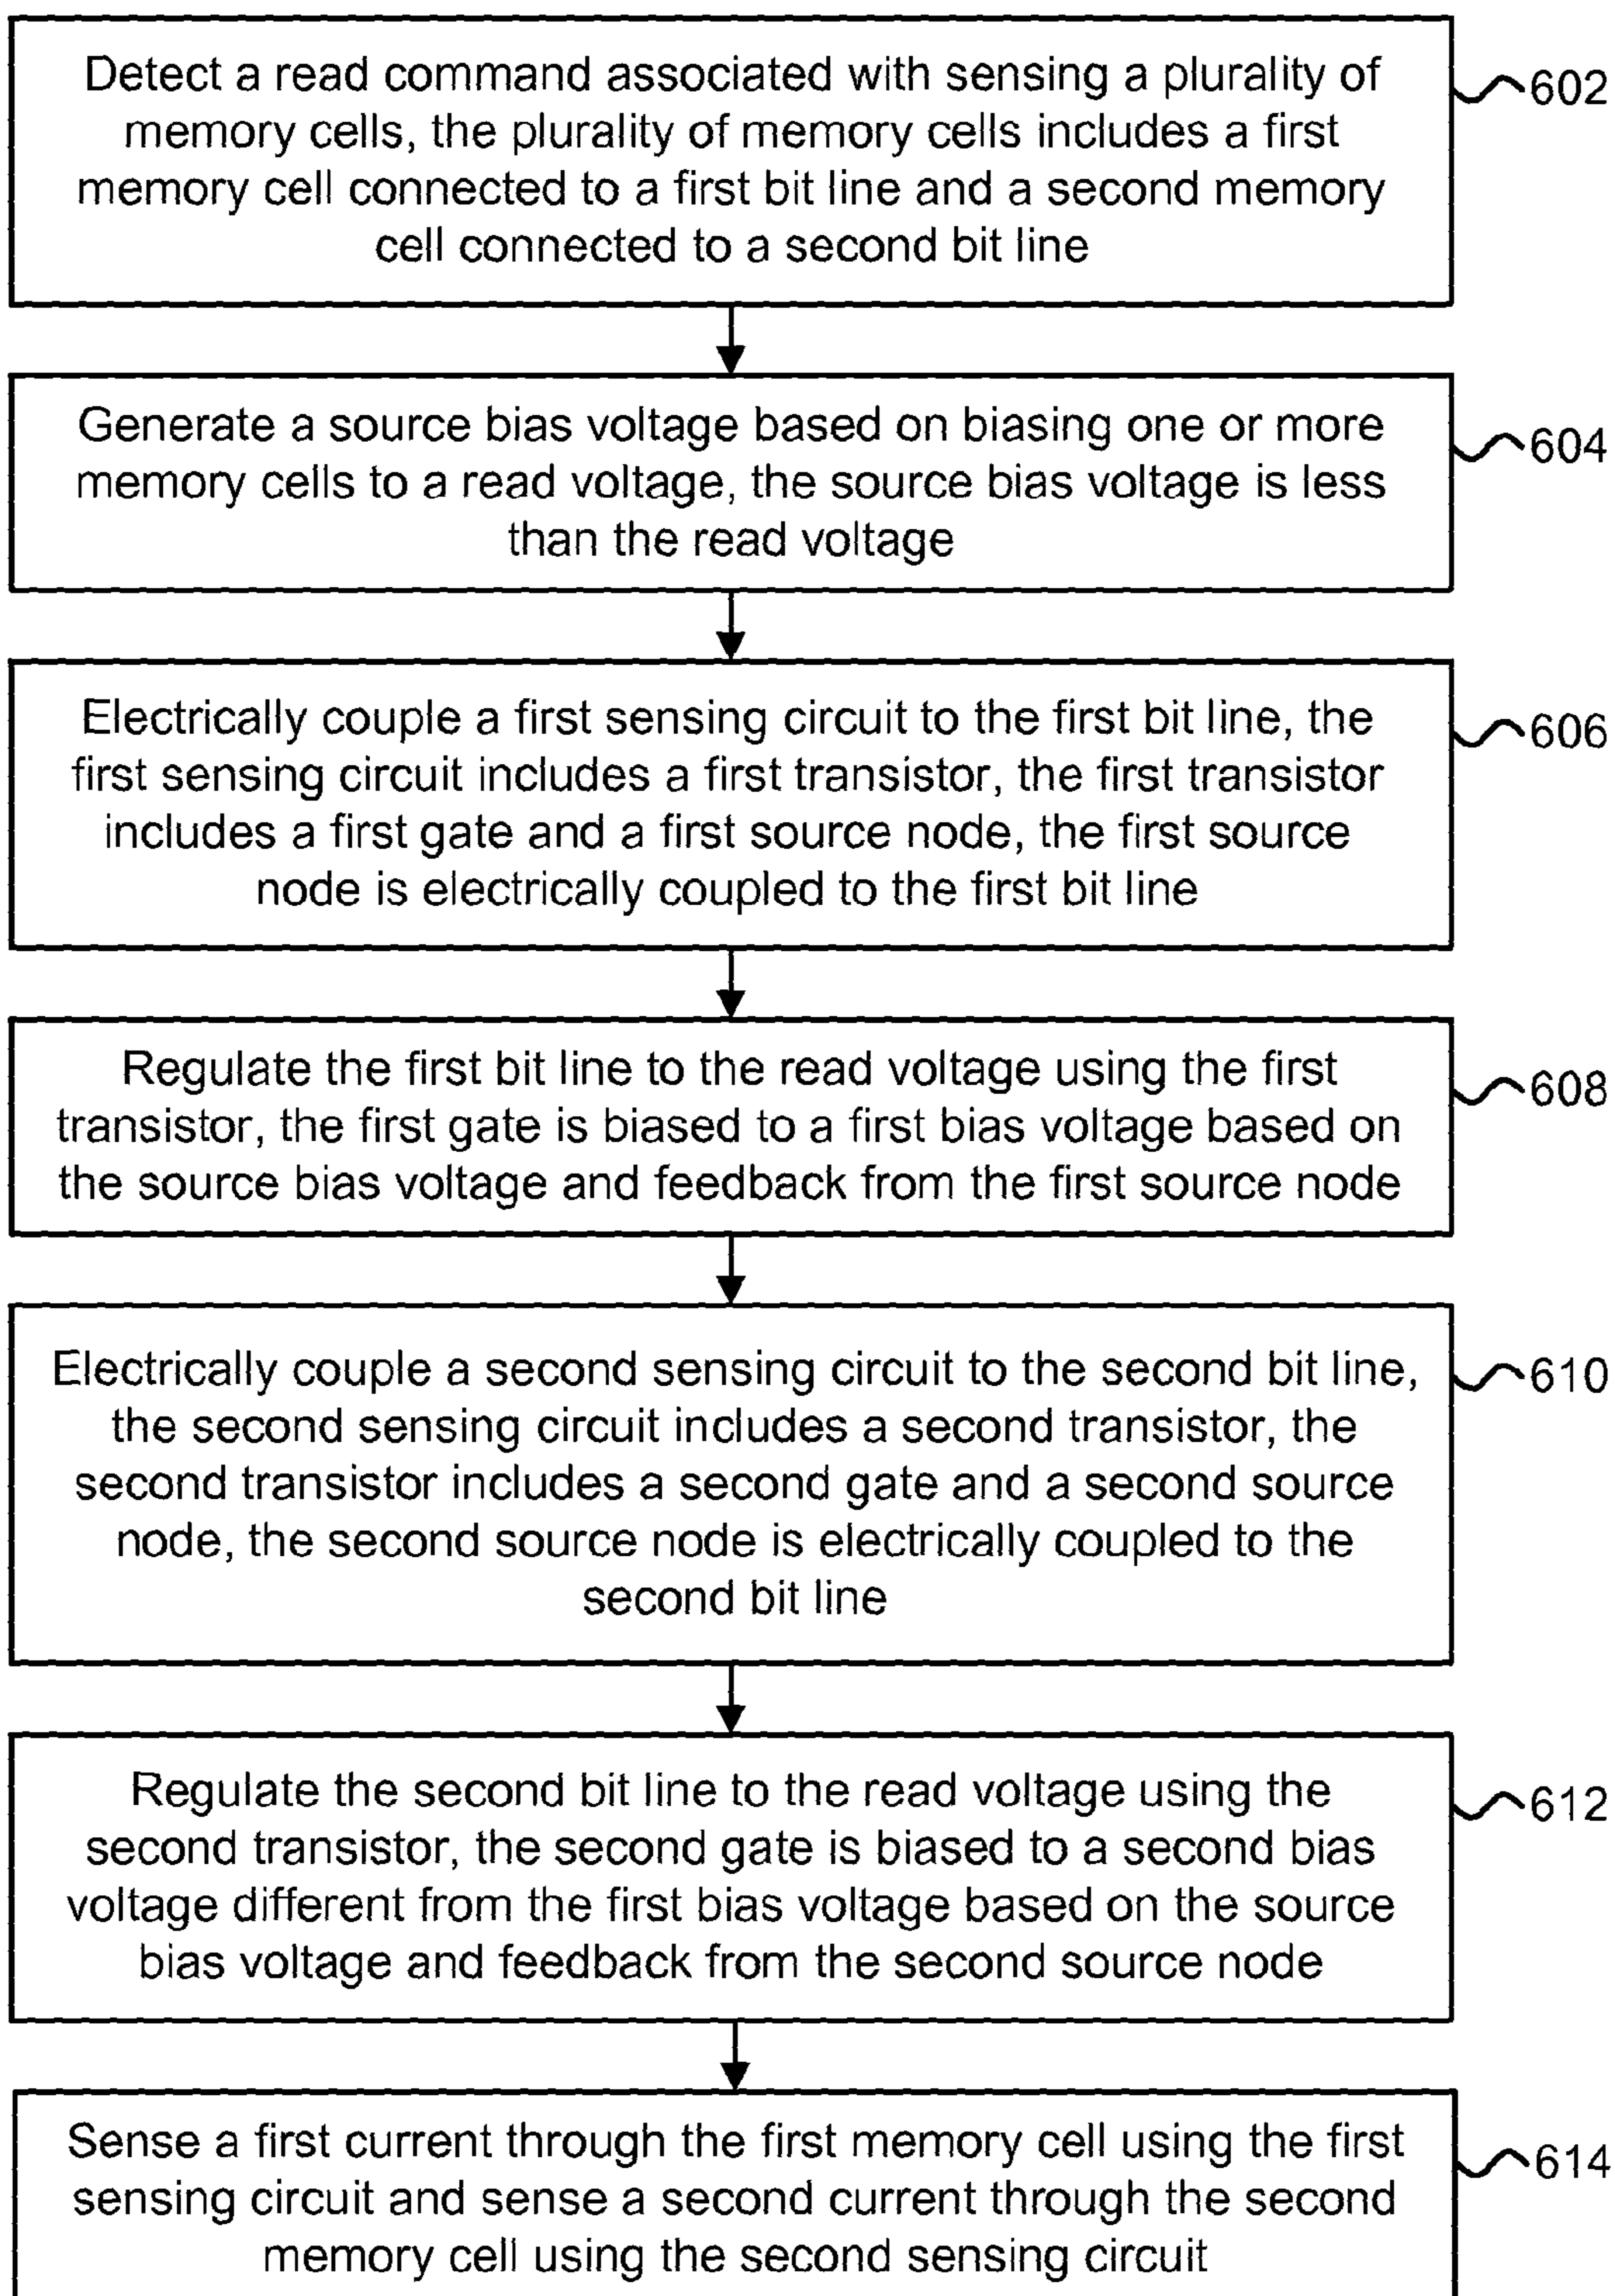 Detect a read command associated with sensing a plurality of
memory cells, the plurality of memory cells includes a first
memory cell connected to a first bit line and a second memory
cell connected to a second bit line
602
Generate a source bias voltage based on biasing one or more
memory cells to a read voltage, the source bias voltage is less
than the read voltage
604
Electrically couple a first sensing circuit to the first bit line, the
first sensing circuit includes a first transistor, the first transistor
includes a first gate and a first source node, the first source
node is electrically coupled to the first bit line
606
Regulate the first bit line to the read voltage using the first
transistor, the first gate is biased to a first bias voltage based on
the source bias voltage and feedback from the first source node
608
Electrically couple a second sensing circuit to the second bit line,
the second sensing circuit includes a second transistor, the
second transistor includes a second gate and a second source
node, the second source node is electrically coupled to the
second bit line
610
Regulate the second bit line to the read voltage using the
second transistor, the second gate is biased to a second bias
voltage different from the first bias voltage based on the source
bias voltage and feedback from the second source node
612
Sense a first current through the first memory cell using the first
sensing circuit and sense a second current through the second
memory cell using the second sensing circuit
614